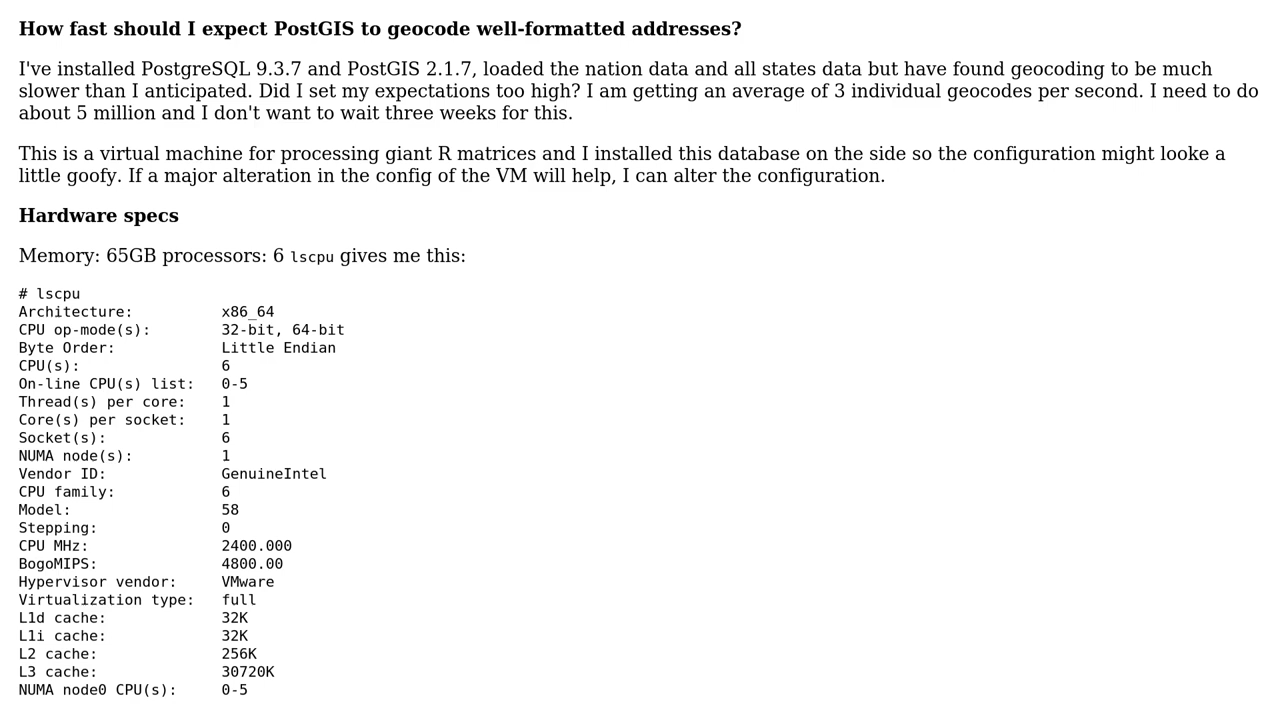 How fast should I expect PostGIS to geocode well-formatted addresses?
I've installed PostgreSQL 9.3.7 and PostGIS 2.1.7, loaded the nation data and all states data but have found geocoding to be much
slower than I anticipated. Did I set my expectations too high? I am getting an average of 3 individual geocodes per second. I need to do
about 5 million and I don't want to wait three weeks for this.
This is a virtual machine for processing giant R matrices and I installed this database on the side so the configuration might looke a
little goofy. If a major alteration in the config of the VM will help, I can alter the configuration.
Hardware specs
Memory: 65GB processors: 6 lscpu gives me this:
# lscpu
Architecture:          x86_64
CPU op-mode(s):        32-bit, 64-bit
Byte Order:            Little Endian
CPU(s):                6
On-line CPU(s) list:   0-5
Thread(s) per core:    1
Core(s) per socket:    1
Socket(s):             6
NUMA node(s):          1
Vendor ID:             GenuineIntel
CPU family:            6
Model:                 58
Stepping:              0
CPU MHz:               2400.000
BogoMIPS:              4800.00
Hypervisor vendor:     VMware
Virtualization type:   full
L1d cache:             32K
L1i cache:             32K
L2 cache:              256K
L3 cache:              30720K
NUMA node0 CPU(s):     0-5